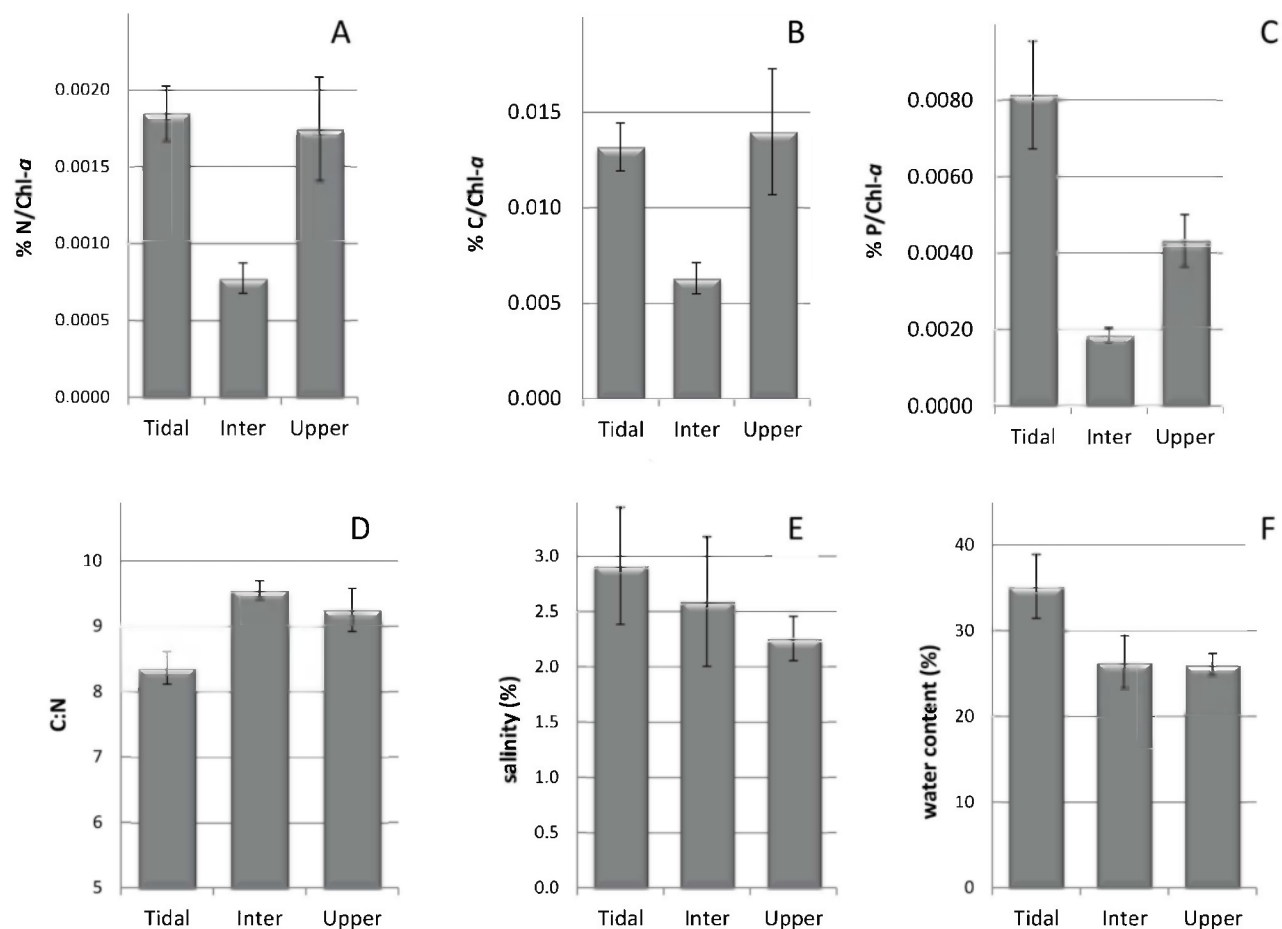 A
% N/Chl-a
0.0020
0.0015
0.0010
0.0005
0.0000
Tidal Inter Upper
B
% C/Chl-a
0.015
0.010
0.005
0.000
Tidal Inter Upper
C
% P/Chl-a
0.0080
0.0060
0.0040
0.0020
0.0000
Tidal Inter Upper
D
C:N
10
9
8
7
6
5
Tidal Inter Upper
E
salinity (%)
3.0
2.5
2.0
1.5
1.0
0.5
0.0
Tidal Inter Upper
F
water content (%)
40
30
20
10
0
Tidal Inter Upper